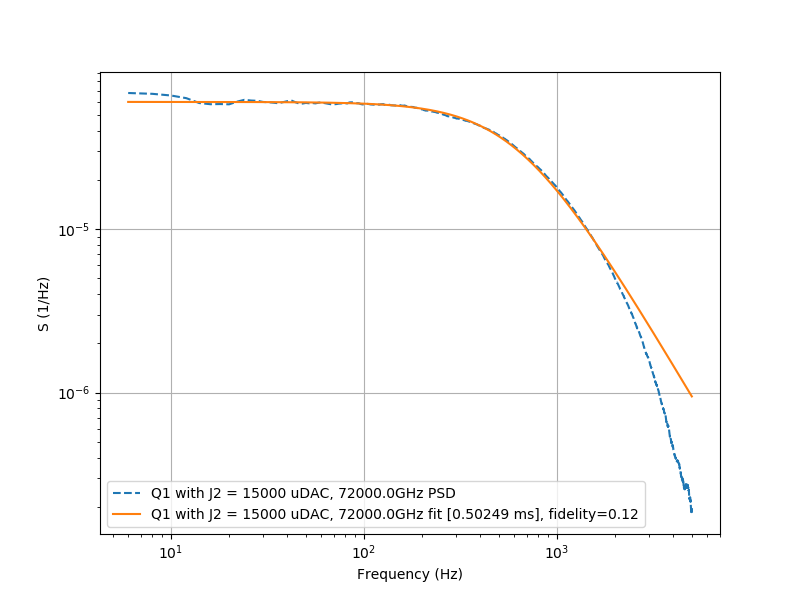 10⁻⁵
10⁻⁶
S (1/Hz)
10¹
10²
10³
Frequency (Hz)
Q1 with J2 = 15000 uDAC, 72000.0GHz PSD
Q1 with J2 = 15000 uDAC, 72000.0GHz fit [0.50249 ms], fidelity=0.12